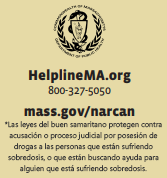 HelplineMA.org
800-327-5050
mass.gov/narcan
*Las leyes del buen samaritano protegen contra
acusación o proceso judicial por posesión de
drogas a las personas que están sufriendo
sobredosis, o que están buscando ayuda para
alguien que está sufriendo sobredosis.